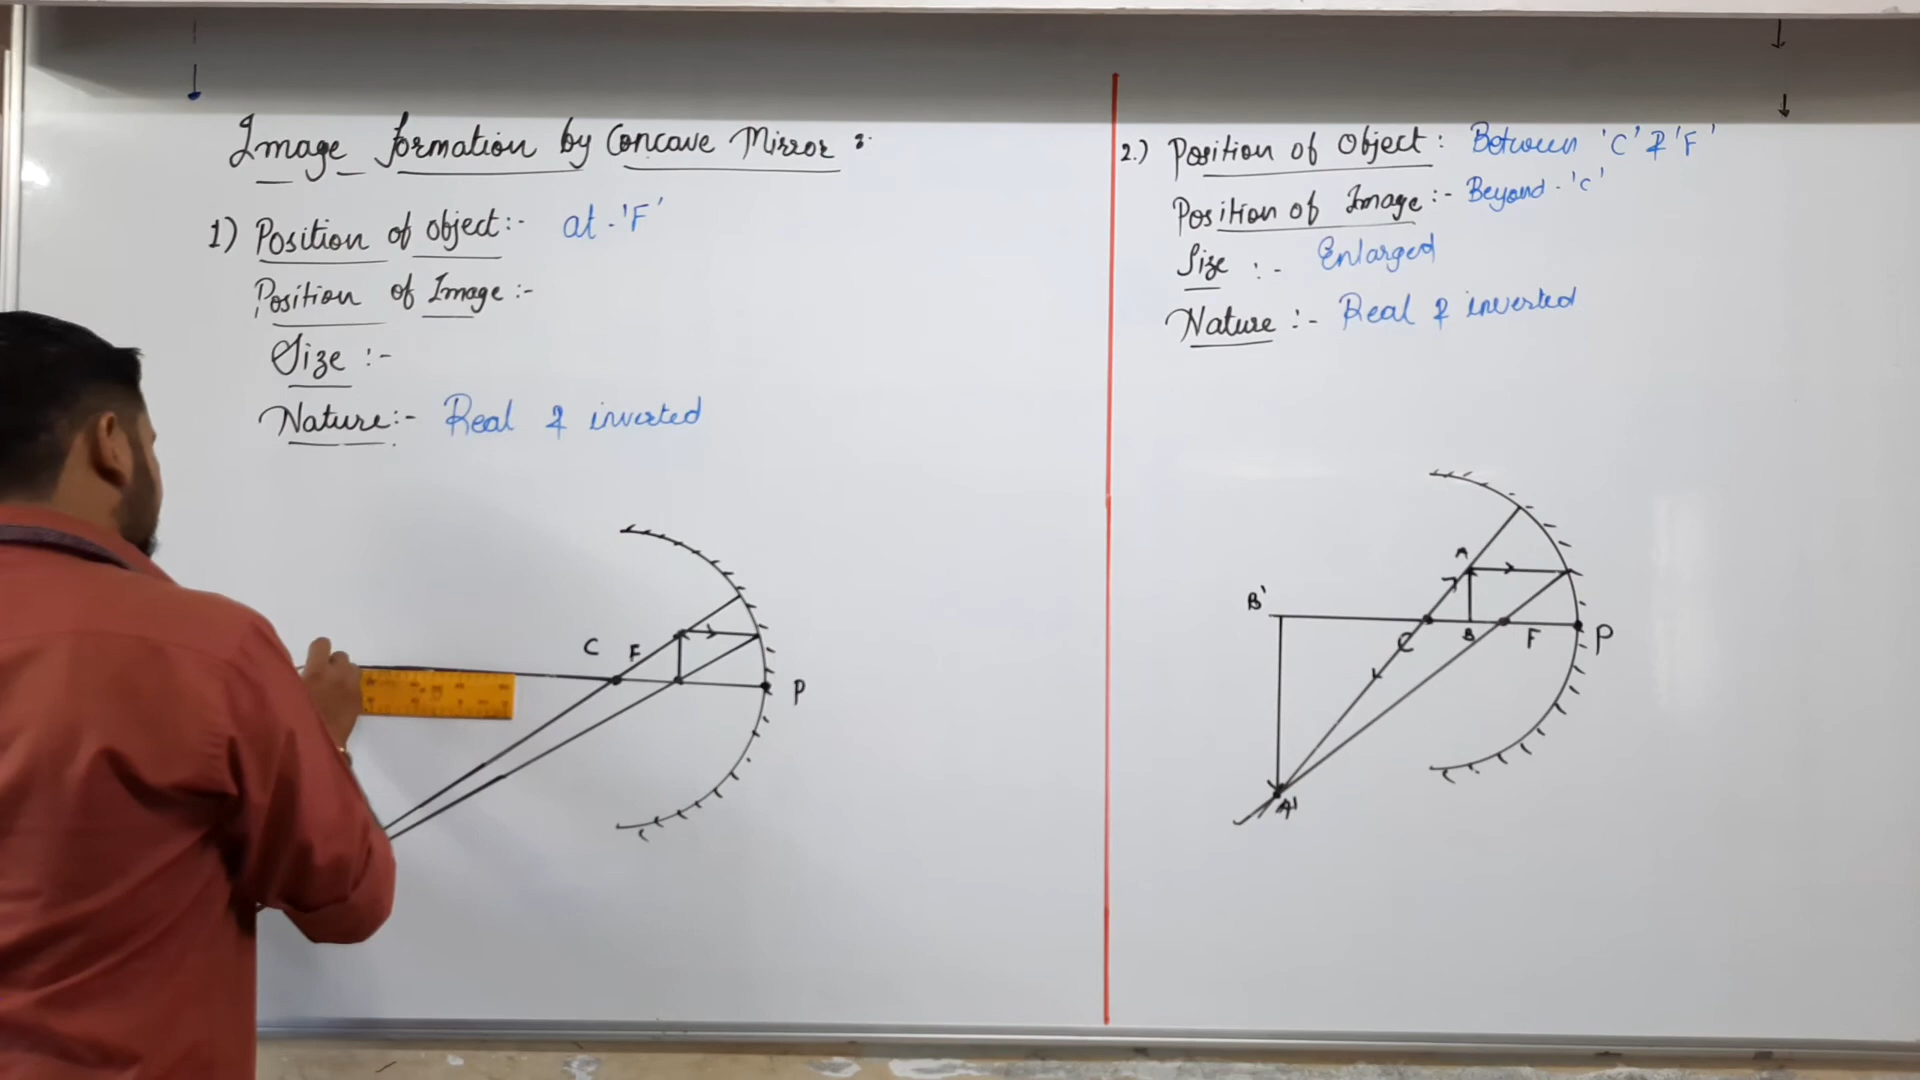 Image formation by Concave Mirror :-
1) Position of object:- at - 'F'
Position of Image :-
Size :-
Nature:- Real & inverted
C F
P
2.) Position of Object : Between 'C' & 'F'
Position of Image :- Beyond - 'C'
Size :- Enlarged
Nature :- Real & inverted
A
B'
C B F P
A'